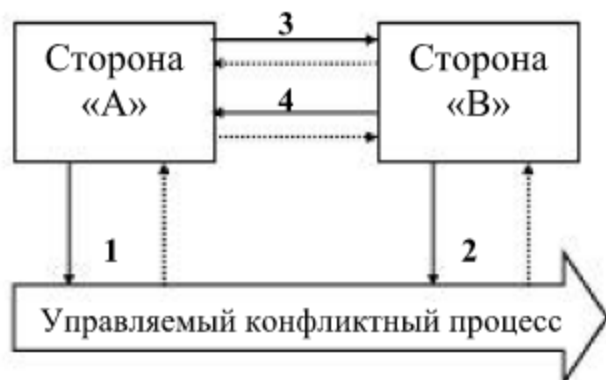 3
Сторона
«А»
Сторона
«В»
4
1
2
Управляемый конфликтный процесс